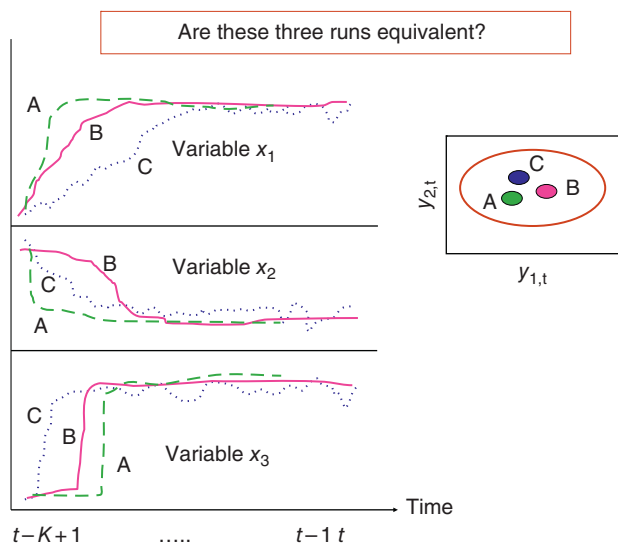 Are these three runs equivalent?
A
B
C
Variable x₁
B
C
A
Variable x₂
C
B
A
Variable x₃
Time
t – K + 1 ..... t – 1 t
y₂,t
C
A
B
y₁,t